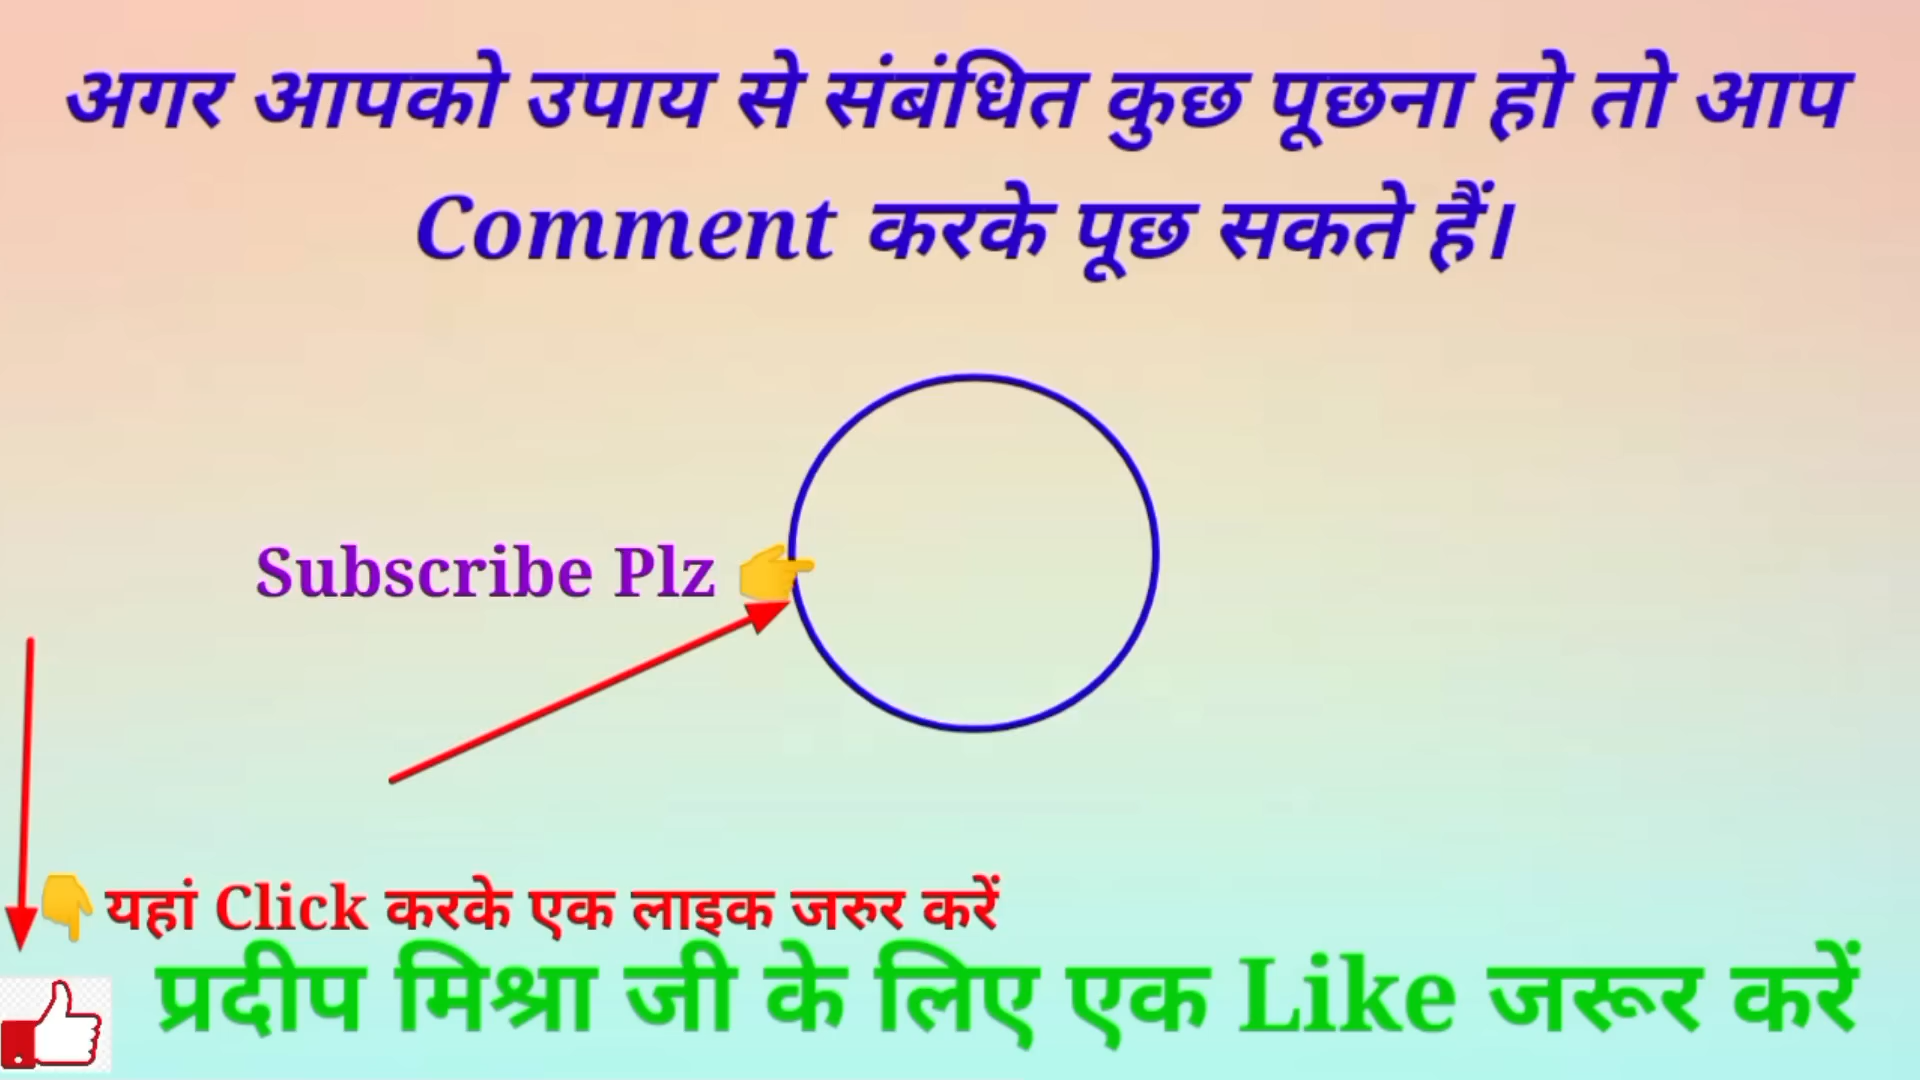 अगर आपको उपाय से संबंधित कुछ पूछना हो तो आप
Comment करके पूछ सकते हैं।
Subscribe Plz 👉
👇यहां Click करके एक लाइक जरुर करें
प्रदीप मिश्रा जी के लिए एक Like जरूर करें